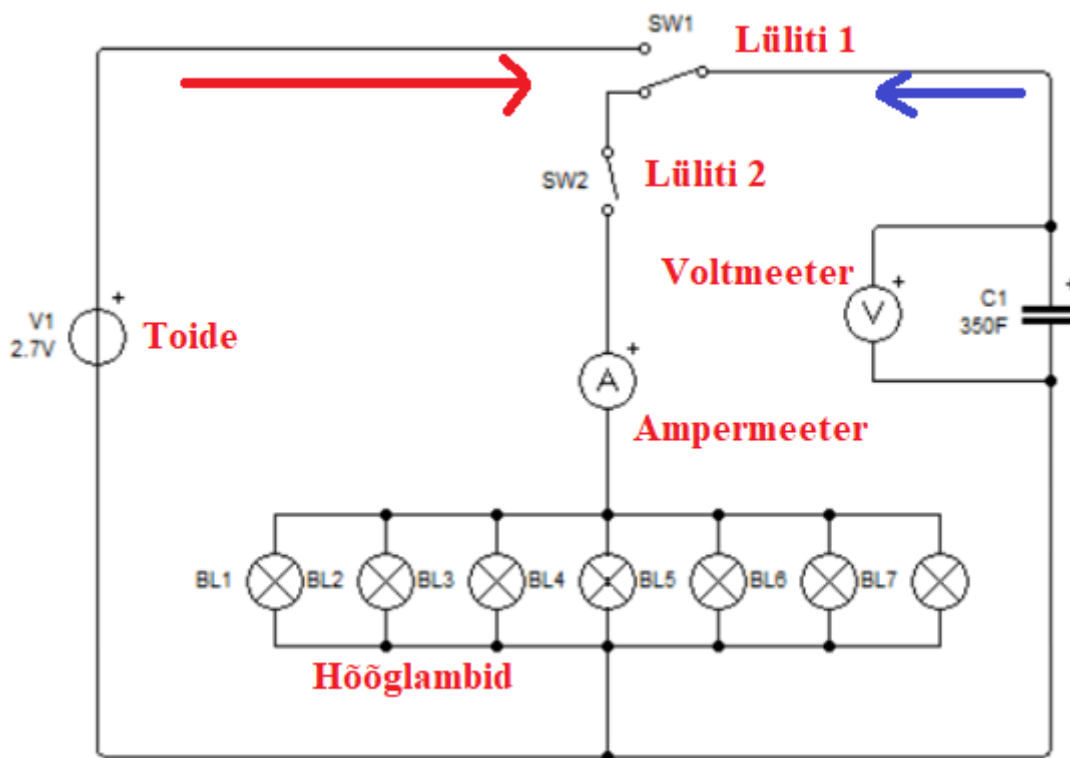 SW1
Lüliti 1
SW2
Lüliti 2
Voltmeeter
+
V
C1
350F
+
V1
2.7V
+
Toide
A
+
Ampermeeter
BL1
BL2
BL3
BL4
BL5
BL6
BL7
Hõõglambid